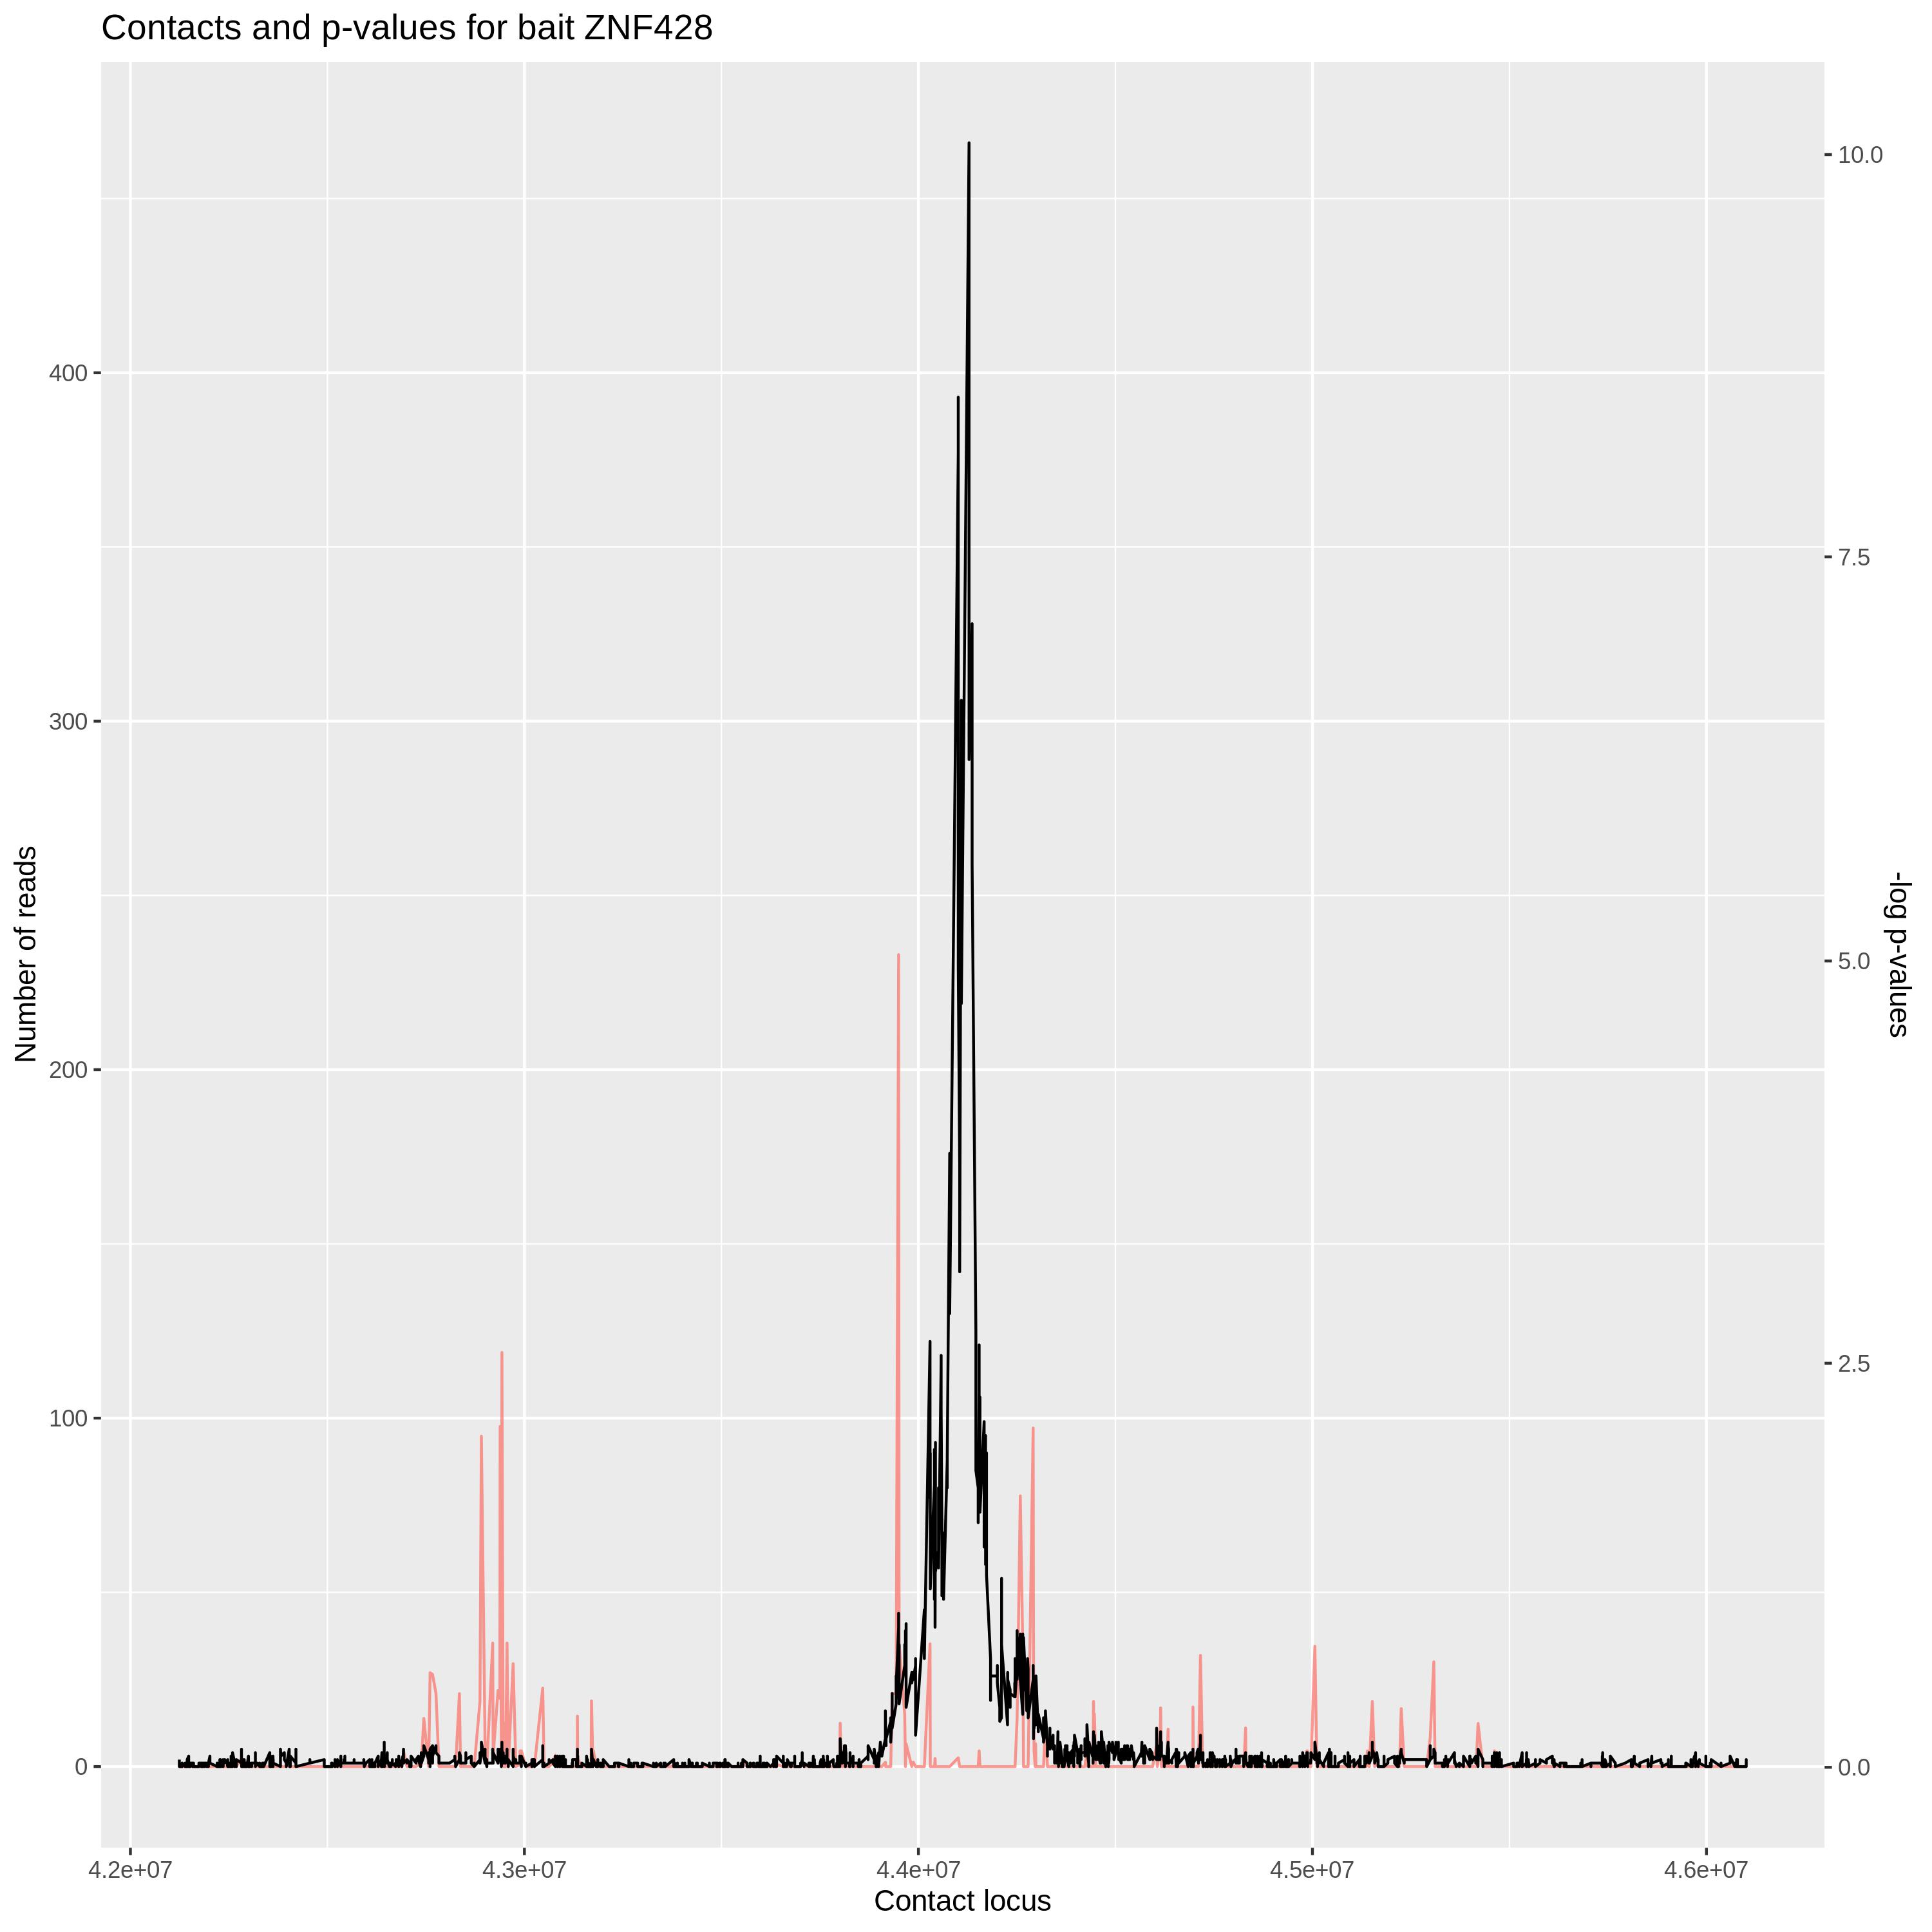 Contacts and p-values for bait ZNF428
Number of reads
400
300
200
100
0
10.0
7.5
5.0
2.5
0.0
-log p-values
4.2e+07 4.3e+07 4.4e+07 4.5e+07 4.6e+07
Contact locus